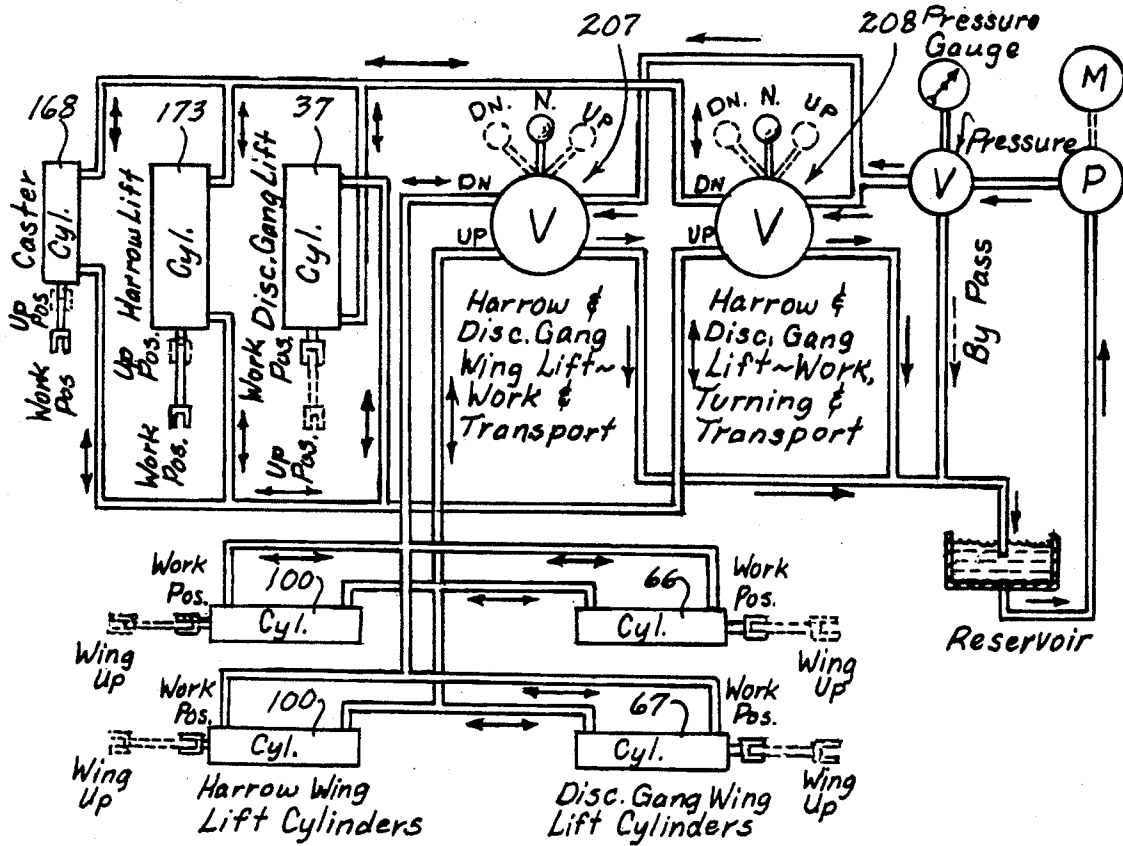 207
208 Pressure
Gauge
M
168
173
37
DN.
N.
UP
DN.
N.
UP
Pressure
Caster
Cyl.
Harrow Lift
Cyl.
Disc. Gang Lift
Cyl.
DN
UP
V
DN
UP
V
V
P
Up
Pos.
Work
Pos
Up
Pos.
Work
Pos.
Work
Pos.
Up
Pos.
Harrow &
Disc. Gang
Wing Lift~
Work &
Transport
Harrow &
Disc. Gang
Lift~Work,
Turning &
Transport
By Pass
Reservoir
Work
Pos.
100
Cyl.
Wing
Up
66
Cyl.
Work
Pos.
Wing
Up
Work
Pos.
100
Cyl.
Wing
Up
67
Cyl.
Work
Pos.
Wing
Up
Harrow Wing
Lift Cylinders
Disc. Gang Wing
Lift Cylinders